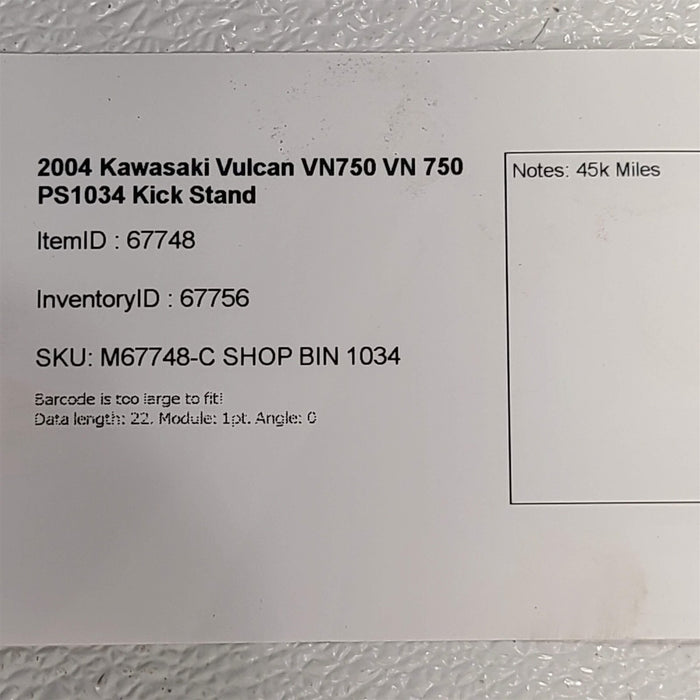 2004 Kawasaki Vulcan VN750 VN 750
PS1034 Kick Stand
Notes: 45k Miles
ItemID : 67748
InventoryID : 67756
SKU: M67748-C SHOP BIN 1034
Barcode is too large to fit!
Data length: 22, Module: 1pt. Angle: 0